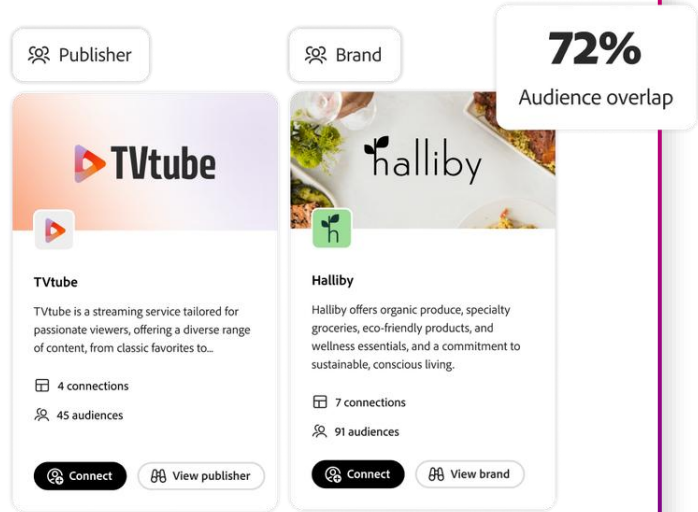 Publisher
Brand
72%
Audience overlap
TVtube
halliby
TVtube
TVtube is a streaming service tailored for
passionate viewers, offering a diverse range
of content, from classic favorites to...
4 connections
45 audiences
Connect
View publisher
h
Halliby
Halliby offers organic produce, specialty
groceries, eco-friendly products, and
wellness essentials, and a commitment to
sustainable, conscious living.
7 connections
91 audiences
Connect
View brand